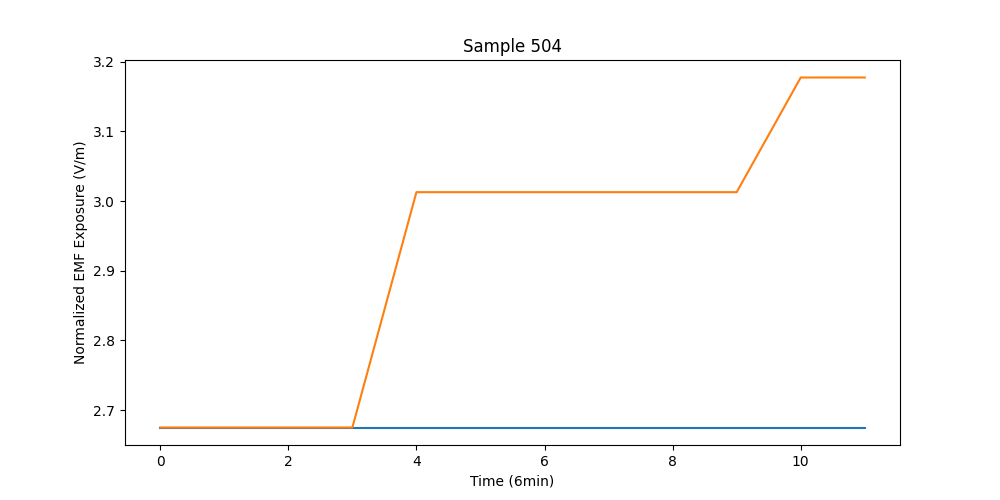 Sample 504
Normalized EMF Exposure (V/m)
3.2
3.1
3.0
2.9
2.8
2.7
0 2 4 6 8 10
Time (6min)